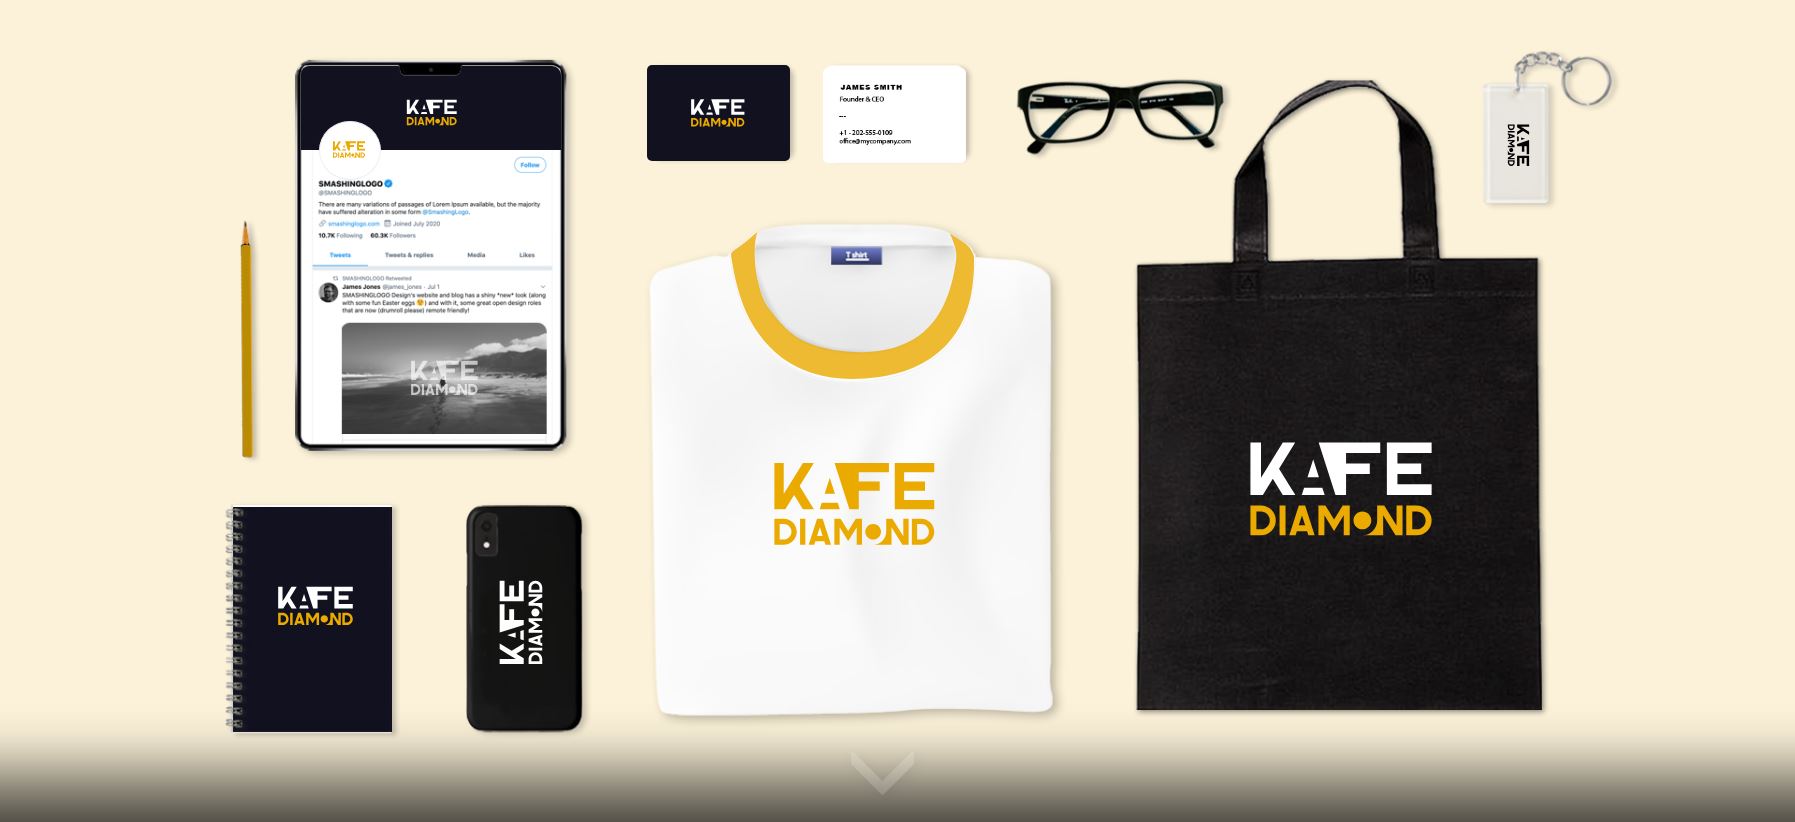 KAFE
DIAMOND
KAFE
DIAMOND
Follow
SMASHINGLOGO
@SMASHINGLOGO
There are many variations of passages of Lorem Ipsum available, but the majority
have suffered alteration in some form @SmashingLogo.
smashinglogo.com Joined July 2020
10.7K Following 60.3K Followers
Tweets Tweets & replies Media Likes
SMASHINGLOGO Retweeted
James Jones @james_jones · Jul 1
SMASHINGLOGO Design's website and blog has a shiny *new* look (along
with some fun Easter eggs 😍) and with it, some great open design roles
that are now (drumroll please) remote friendly!
KAFE
DIAMOND
KAFE
DIAMOND
JAMES SMITH
Founder & CEO
---
+1 - 202-555-0109
office@mycompany.com
KAFE
DIAMOND
T shirt
KAFE
DIAMOND
KAFE
DIAMOND
KAFE
DIAMOND
KAFE
DIAMOND